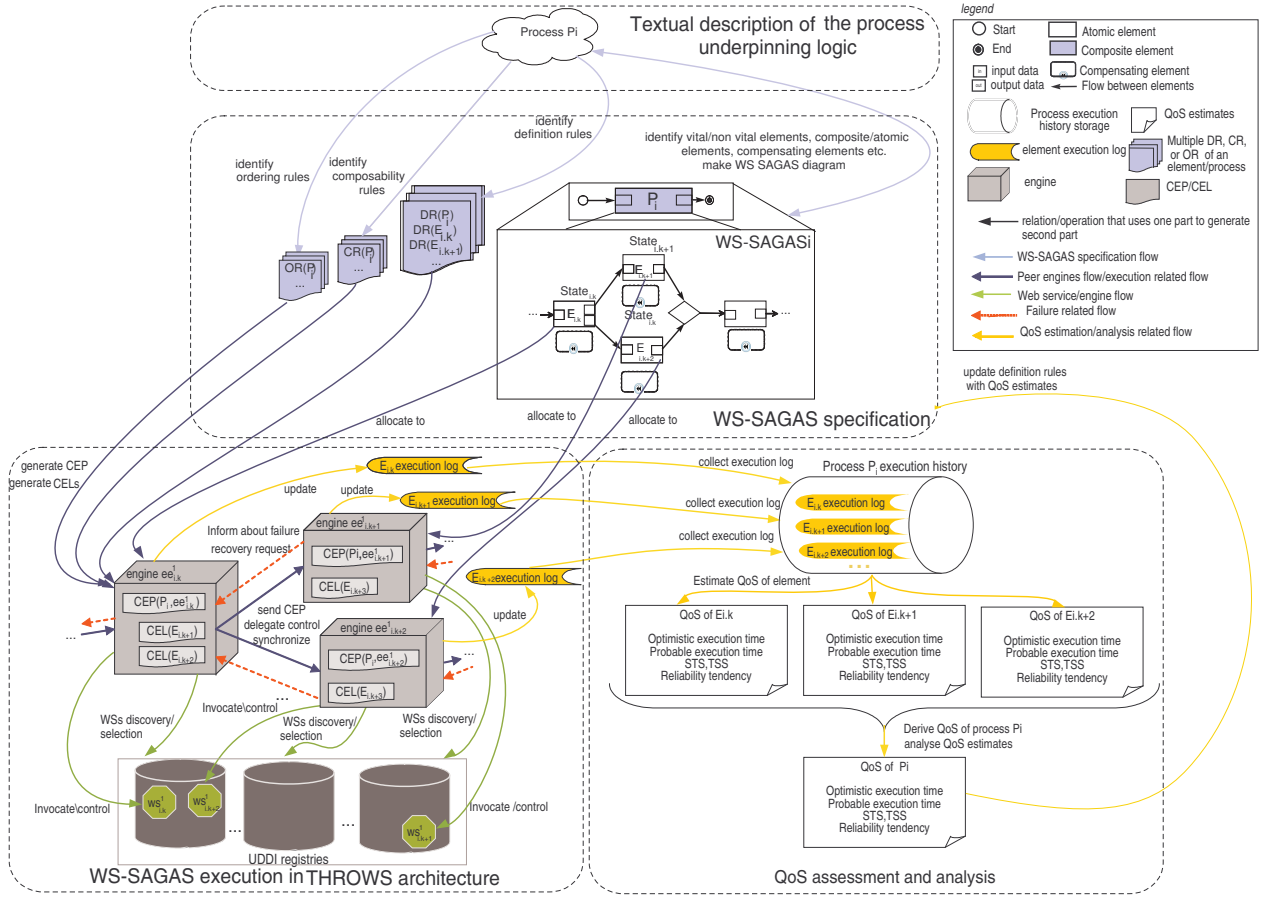 Textual description of the process
underpinning logic
Process Pi
legend
Start
Atomic element
End
Composite element
in
input data
Compensating element
out
output data
Flow between elements
Process execution
history storage
QoS estimates
element execution log
Multiple DR, CR,
or OR of an
element/process
engine
CEP/CEL
relation/operation that uses one part to generate
second part
WS-SAGAS specification flow
Peer engines flow/execution related flow
Web service/engine flow
Failure related flow
QoS estimation/analysis related flow
identify
ordering rules
identify
composability
rules
identify
definition rules
identify vital/non vital elements, composite/atomic
elements, compensating elements etc.
make WS SAGAS diagram
OR(Pi)
...
CR(Pi)
...
DR(Pi)
DR(Ei.k)
DR(Ei.k+1)
...
Pi
WS-SAGASi
State i.k+1
Ei.k+1
State i.k
...
Ei.k
State i.k
E i.k+2
...
allocate to
allocate to
allocate to
WS-SAGAS specification
update definition rules
with QoS estimates
generate CEP
generate CELs
Ei.k execution log
update
update
Ei.k+1 execution log
Inform about failure
recovery request
engine ee1i.k+1
CEP(Pi,ee1i.k+1)
CEL(Ei.k+3)
...
engine ee1i.k
CEP(Pi,ee1i.k)
CEL(Ei.k+1)
CEL(Ei.k+2)
...
send CEP
delegate control
synchronize
Ei.k+2 execution log
update
engine ee1i.k+2
CEP(Pi,ee1i.k+2)
CEL(Ei.k+3)
...
...
WSs discovery/
selection
Invocate\control
WSs discovery/
selection
WSs discovery/
selection
Invocate\control
ws1i.k
ws1i.k+2
...
...
ws1i.k+1
Invocate /control
UDDI registries
WS-SAGAS execution in THROWS architecture
collect execution log
collect execution log
collect execution log
Process Pi execution history
Ei.k execution log
Ei.k+1 execution log
Ei.k+2 execution log
...
Estimate QoS of element
QoS of Ei.k
Optimistic execution time
Probable execution time
STS,TSS
Reliability tendency
QoS of Ei.k+1
Optimistic execution time
Probable execution time
STS,TSS
Reliability tendency
QoS of Ei.k+2
Optimistic execution time
Probable execution time
STS,TSS
Reliability tendency
Derive QoS of process Pi
analyse QoS estimates
QoS of Pi
Optimistic execution time
Probable execution time
STS,TSS
Reliability tendency
QoS assessment and analysis